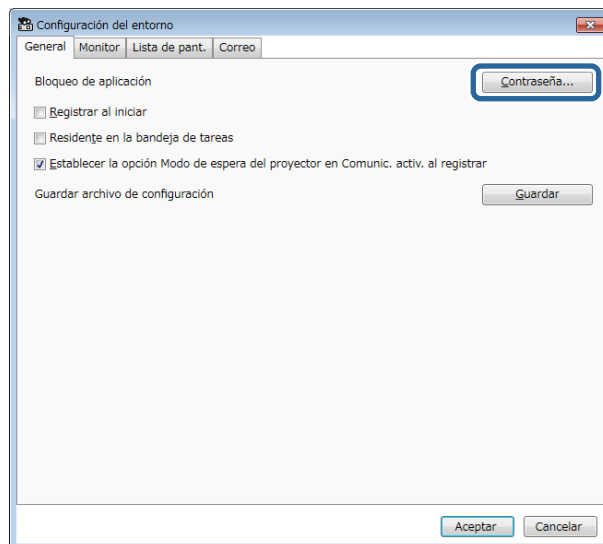 Configuración del entorno
General Monitor Lista de pant. Correo
Bloqueo de aplicación Contraseña...
Registrar al iniciar
Residente en la bandeja de tareas
Establecer la opción Modo de espera del proyector en Comunic. activ. al registrar
Guardar archivo de configuración Guardar
Aceptar Cancelar